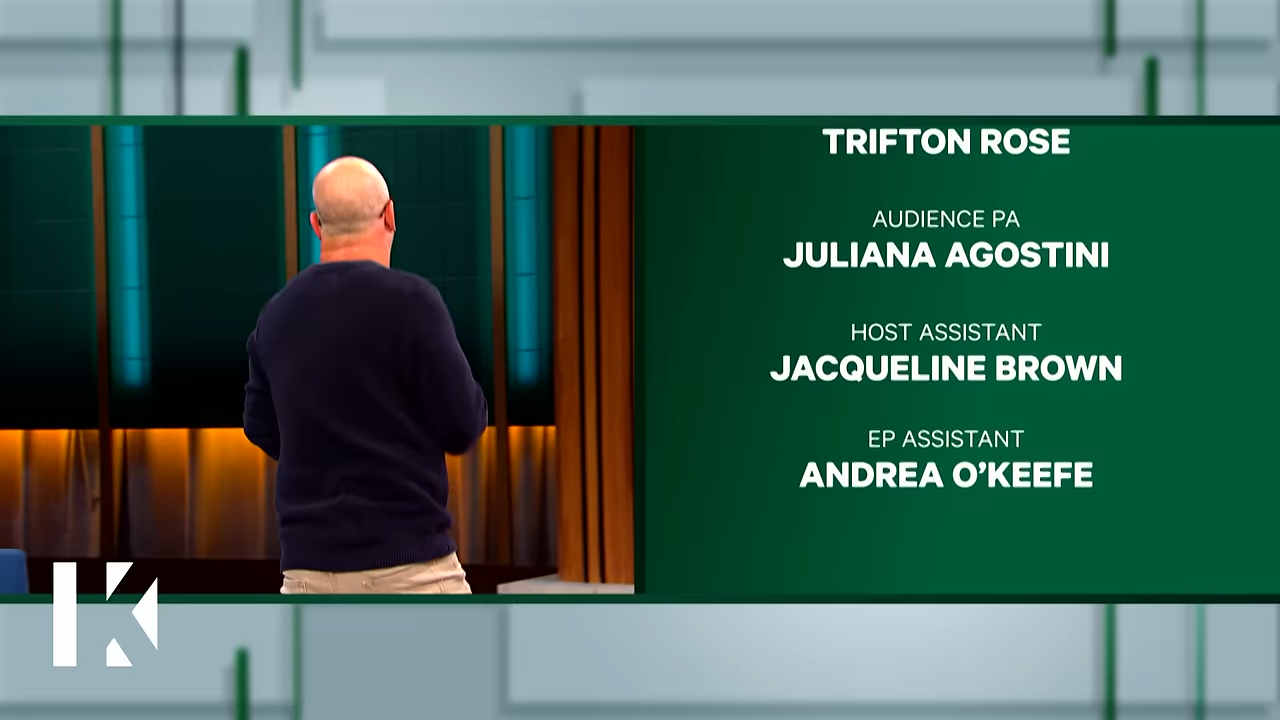 TRIFTON ROSE
AUDIENCE PA
JULIANA AGOSTINI
HOST ASSISTANT
JACQUELINE BROWN
EP ASSISTANT
ANDREA O’KEEFE
K